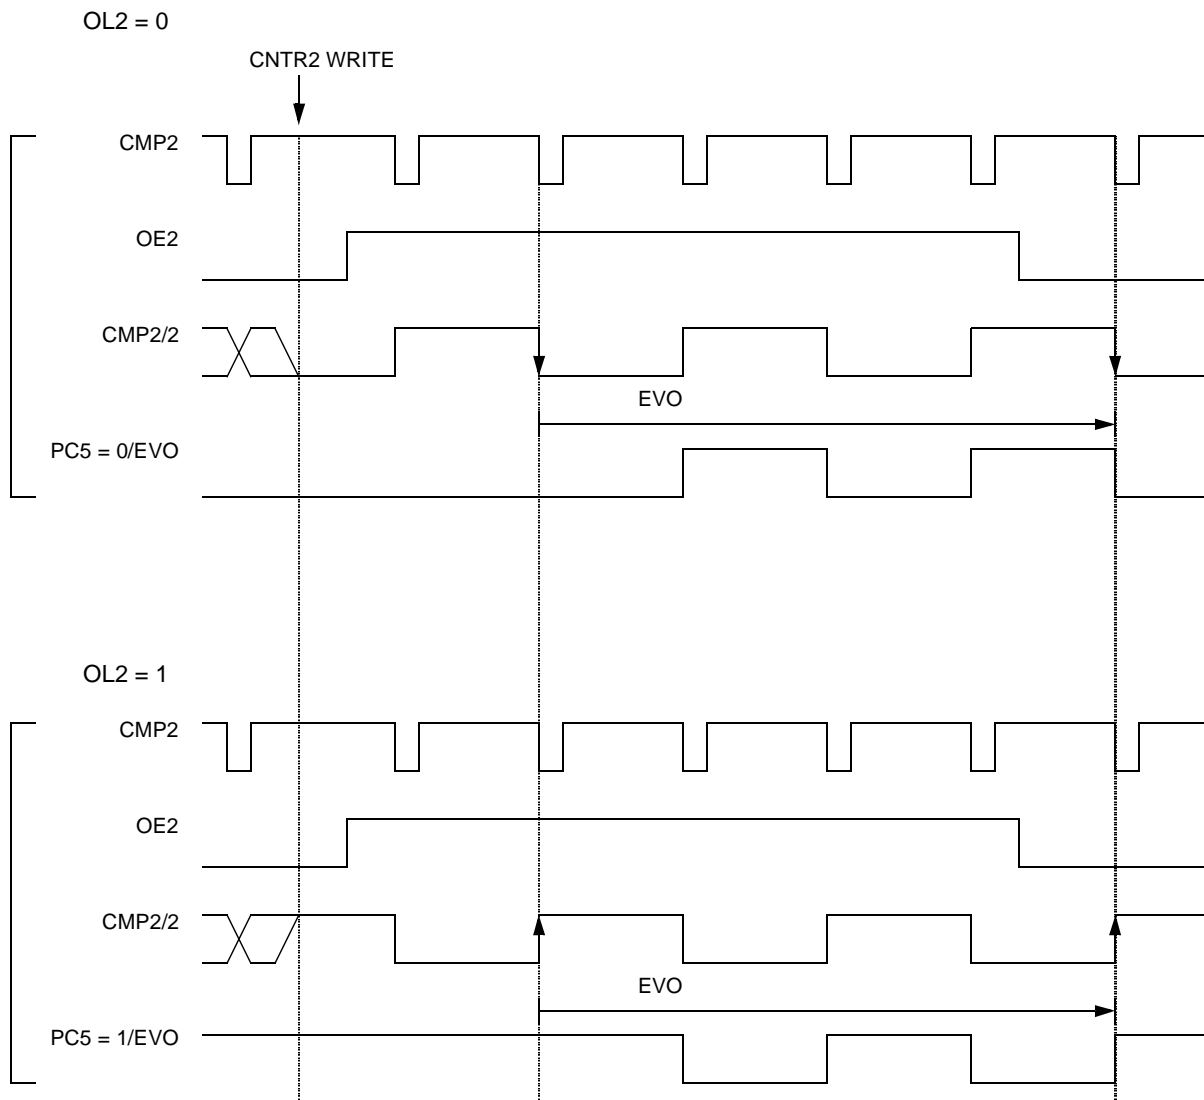 OL2 = 0
CNTR2 WRITE
CMP2
OE2
CMP2/2
EVO
PC5 = 0/EVO
OL2 = 1
CMP2
OE2
CMP2/2
EVO
PC5 = 1/EVO